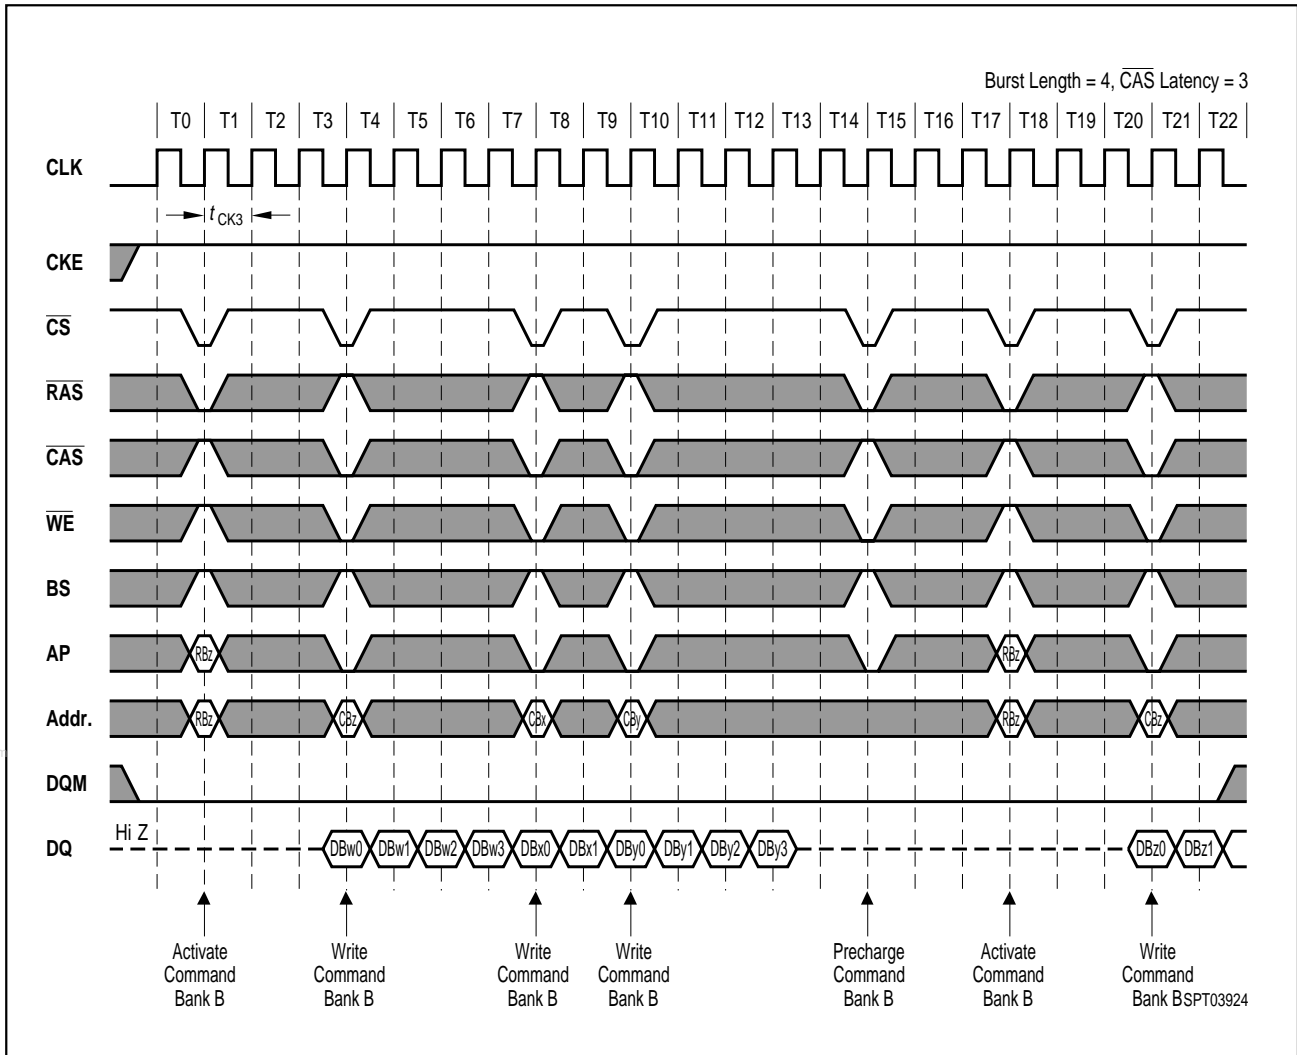 Burst Length = 4, CAS Latency = 3
T0 T1 T2 T3 T4 T5 T6 T7 T8 T9 T10 T11 T12 T13 T14 T15 T16 T17 T18 T19 T20 T21 T22
CLK
t CK3
CKE
CS
RAS
CAS
WE
BS
AP RBz RBz
Addr. RBz CBz CBx CBy RBz CBz
DQM
Hi Z
DQ DBw0 DBw1 DBw2 DBw3 DBx0 DBx1 DBy0 DBy1 DBy2 DBy3 DBz0 DBz1
Activate Write Write Write Precharge Activate Write
Command Command Command Command Command Command Command
Bank B Bank B Bank B Bank B Bank B Bank B Bank B SPT03924